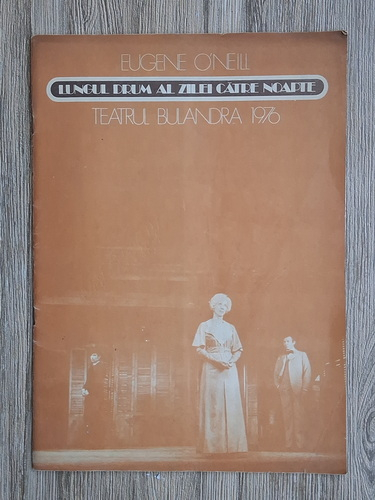 EUGENE O'NEILL
LUNGUL DRUM AL ZILEI CĂTRE NOAPTE
TEATRUL BULANDRA 1976